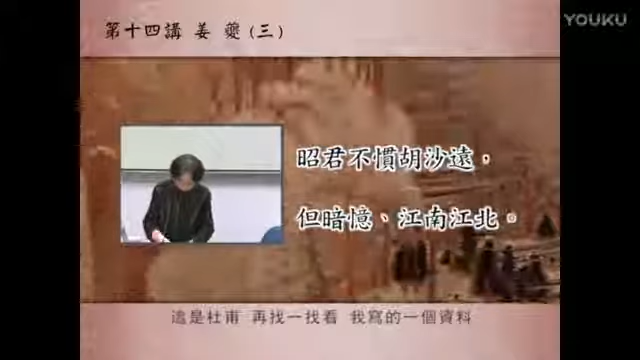 第十四講 姜 夔(三)
YOUKU
昭君不慣胡沙遠，
但暗憶、江南江北。
這是杜甫 再找一找看 我寫的一個資料